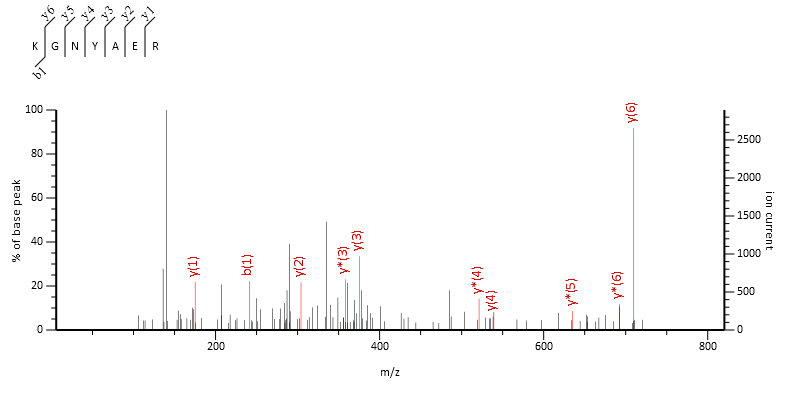 y6 y5 y4 y3 y2 y1
K G N Y A E R
b1
100 80 60 40 20 0
% of base peak
y(1) b(1) y(2) y*(3) y(3) y*(4) y(4) y*(5) y*(6) y(6)
2500 2000 1500 1000 500 0
ion current
200 400 600 800
m/z